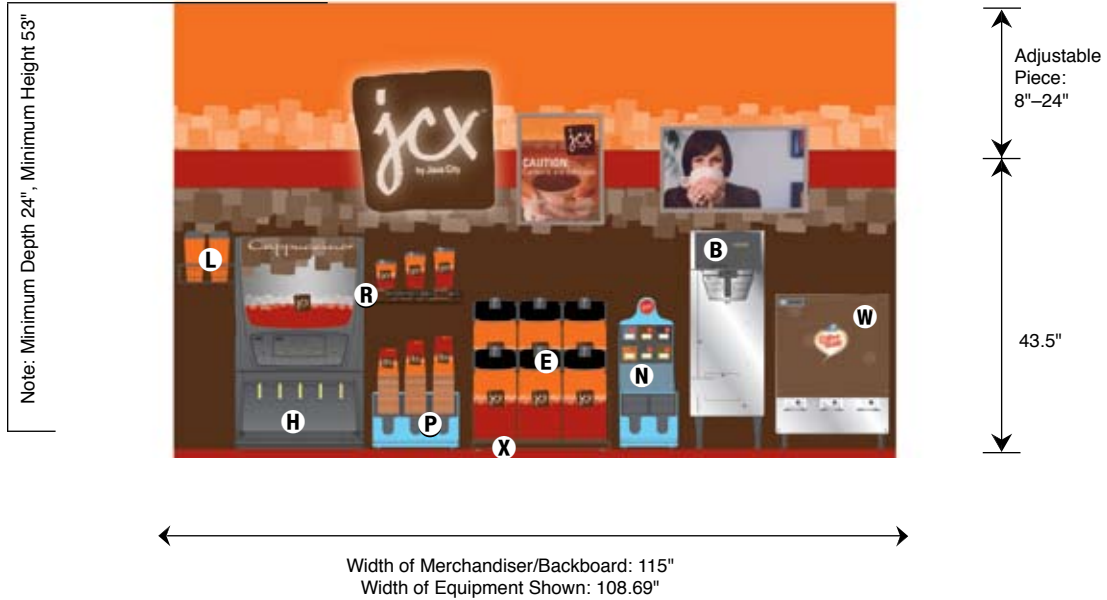 Note: Minimum Depth 24", Minimum Height 53"
Adjustable
Piece:
8"–24"
jcx
by Java City
jcx
CAUTION:
L
Cappuccino
R
B
W
E
N
43.5"
H
P
X
Width of Merchandiser/Backboard: 115"
Width of Equipment Shown: 108.69"